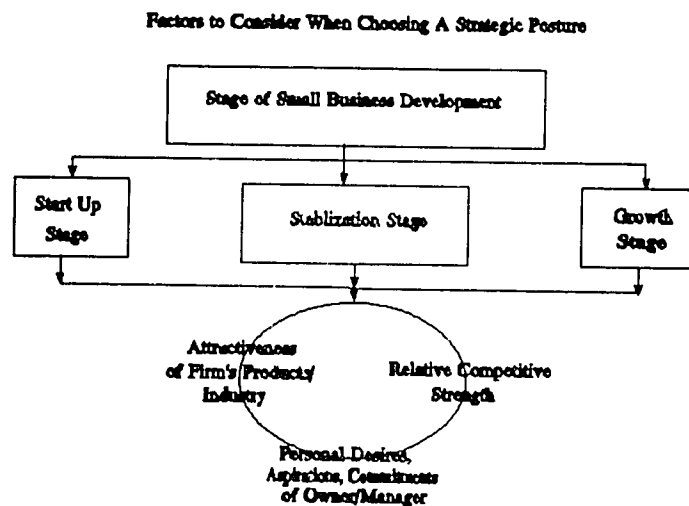 Factors to Consider When Choosing A Strategic Posture
Stage of Small Business Development
Start Up
Stage
Stablization Stage
Growth
Stage
Attractiveness
of Firm's Products/
Industry
Relative Competitive
Strength
Personal-Desires,
Aspirations, Commitments
of Owner/Manager